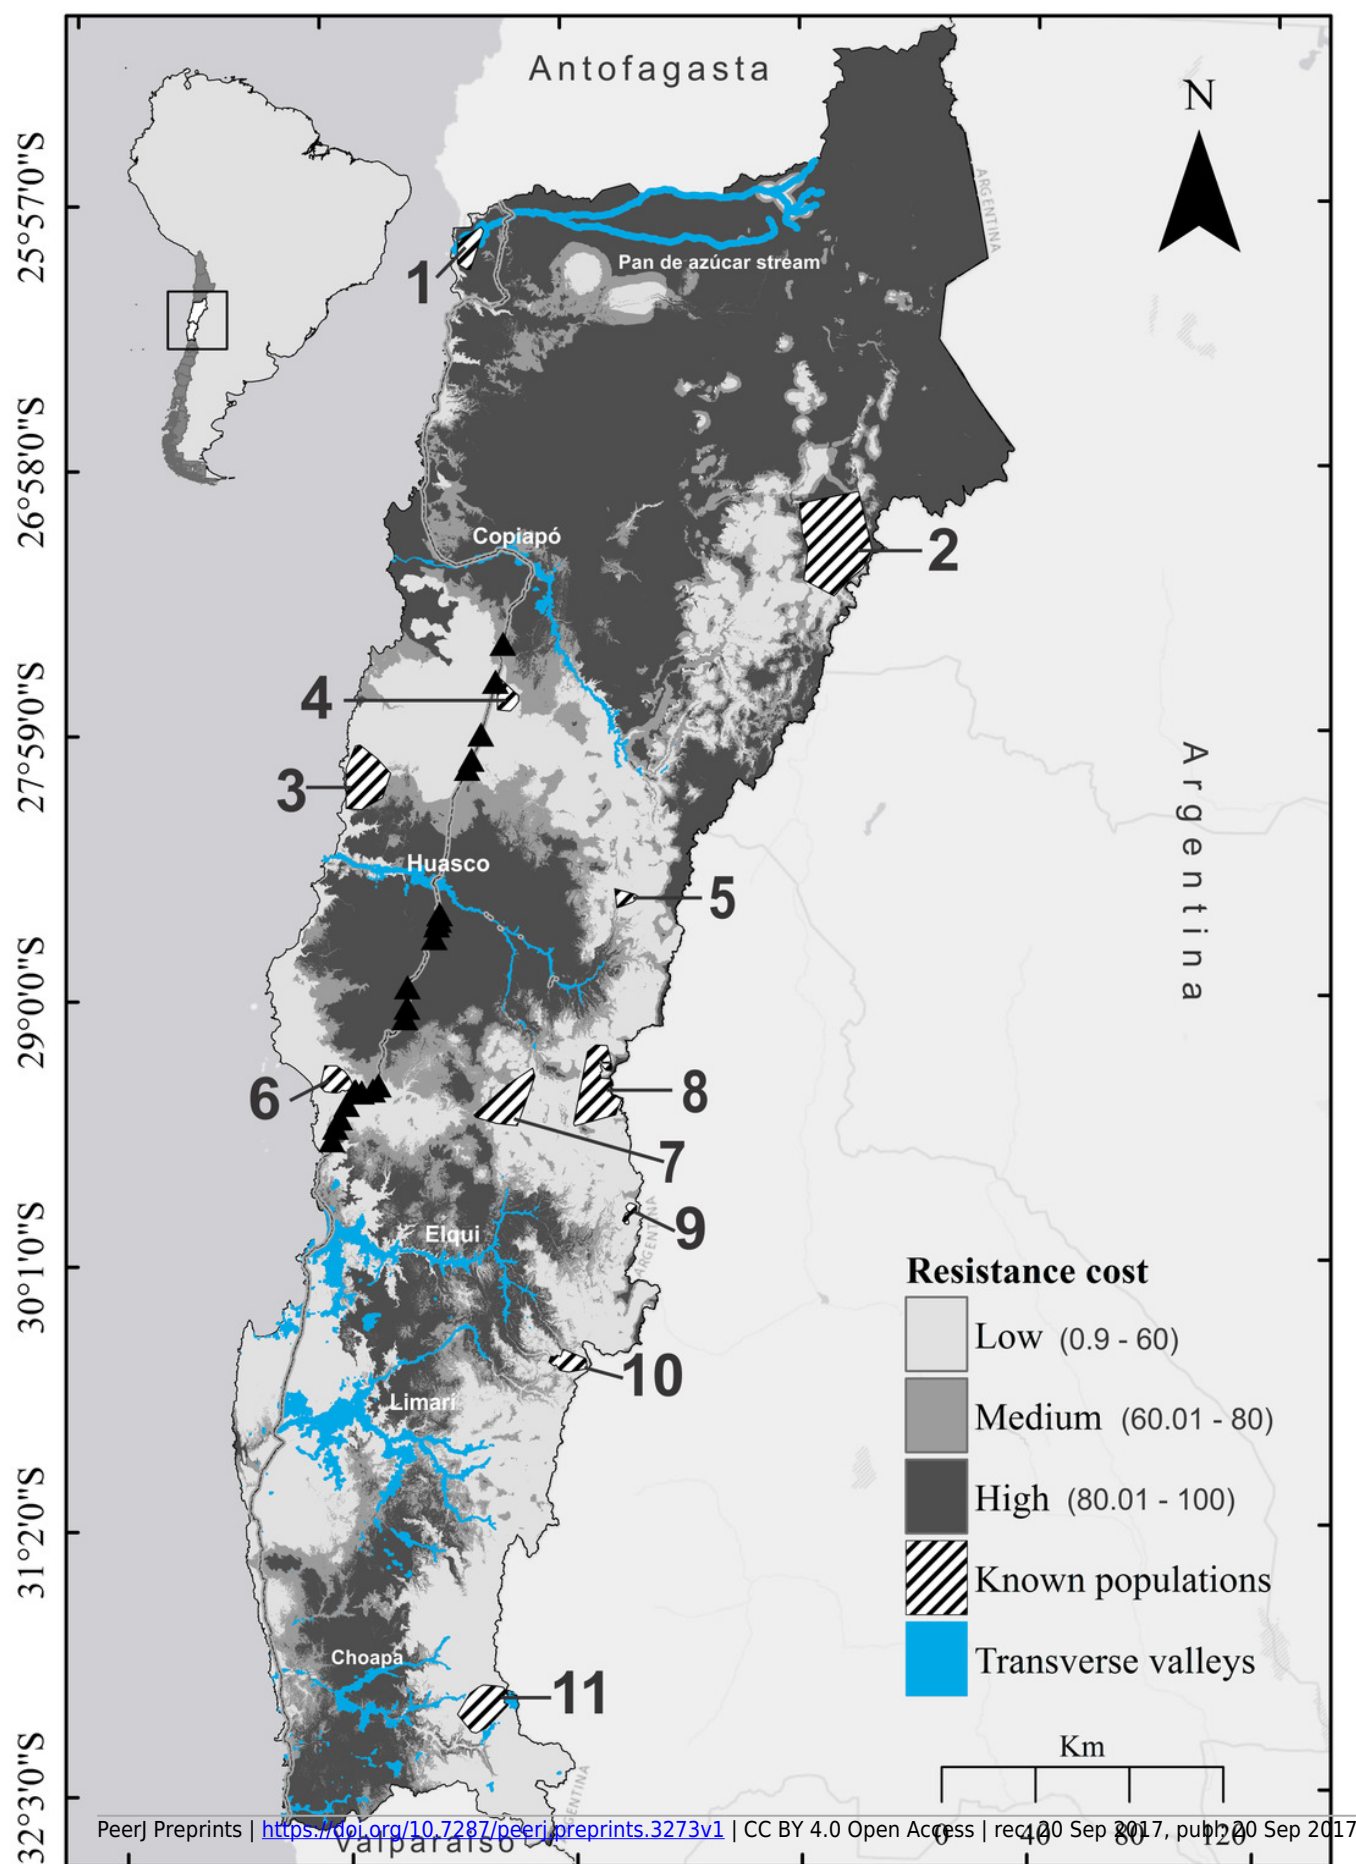 Antofagasta
N
25°57'0"S
ARGENTINA
Pan de azúcar stream
1
26°58'0"S
Copiapó
2
4
27°59'0"S
3
Argentina
Huasco
5
29°0'0"S
6
8
7
ARGENTINA
9
30°1'0"S
Elqui
Resistance cost
Low (0.9 - 60)
10
Limarí
Medium (60.01 - 80)
High (80.01 - 100)
31°2'0"S
Known populations
Choapa
Transverse valleys
11
Km
32°3'0"S
ARGENTINA
0 40 80 120
PeerJ Preprints | https://doi.org/10.7287/peerj.preprints.3273v1 | CC BY 4.0 Open Access | rec: 20 Sep 2017, publ: 20 Sep 2017
Valparaíso